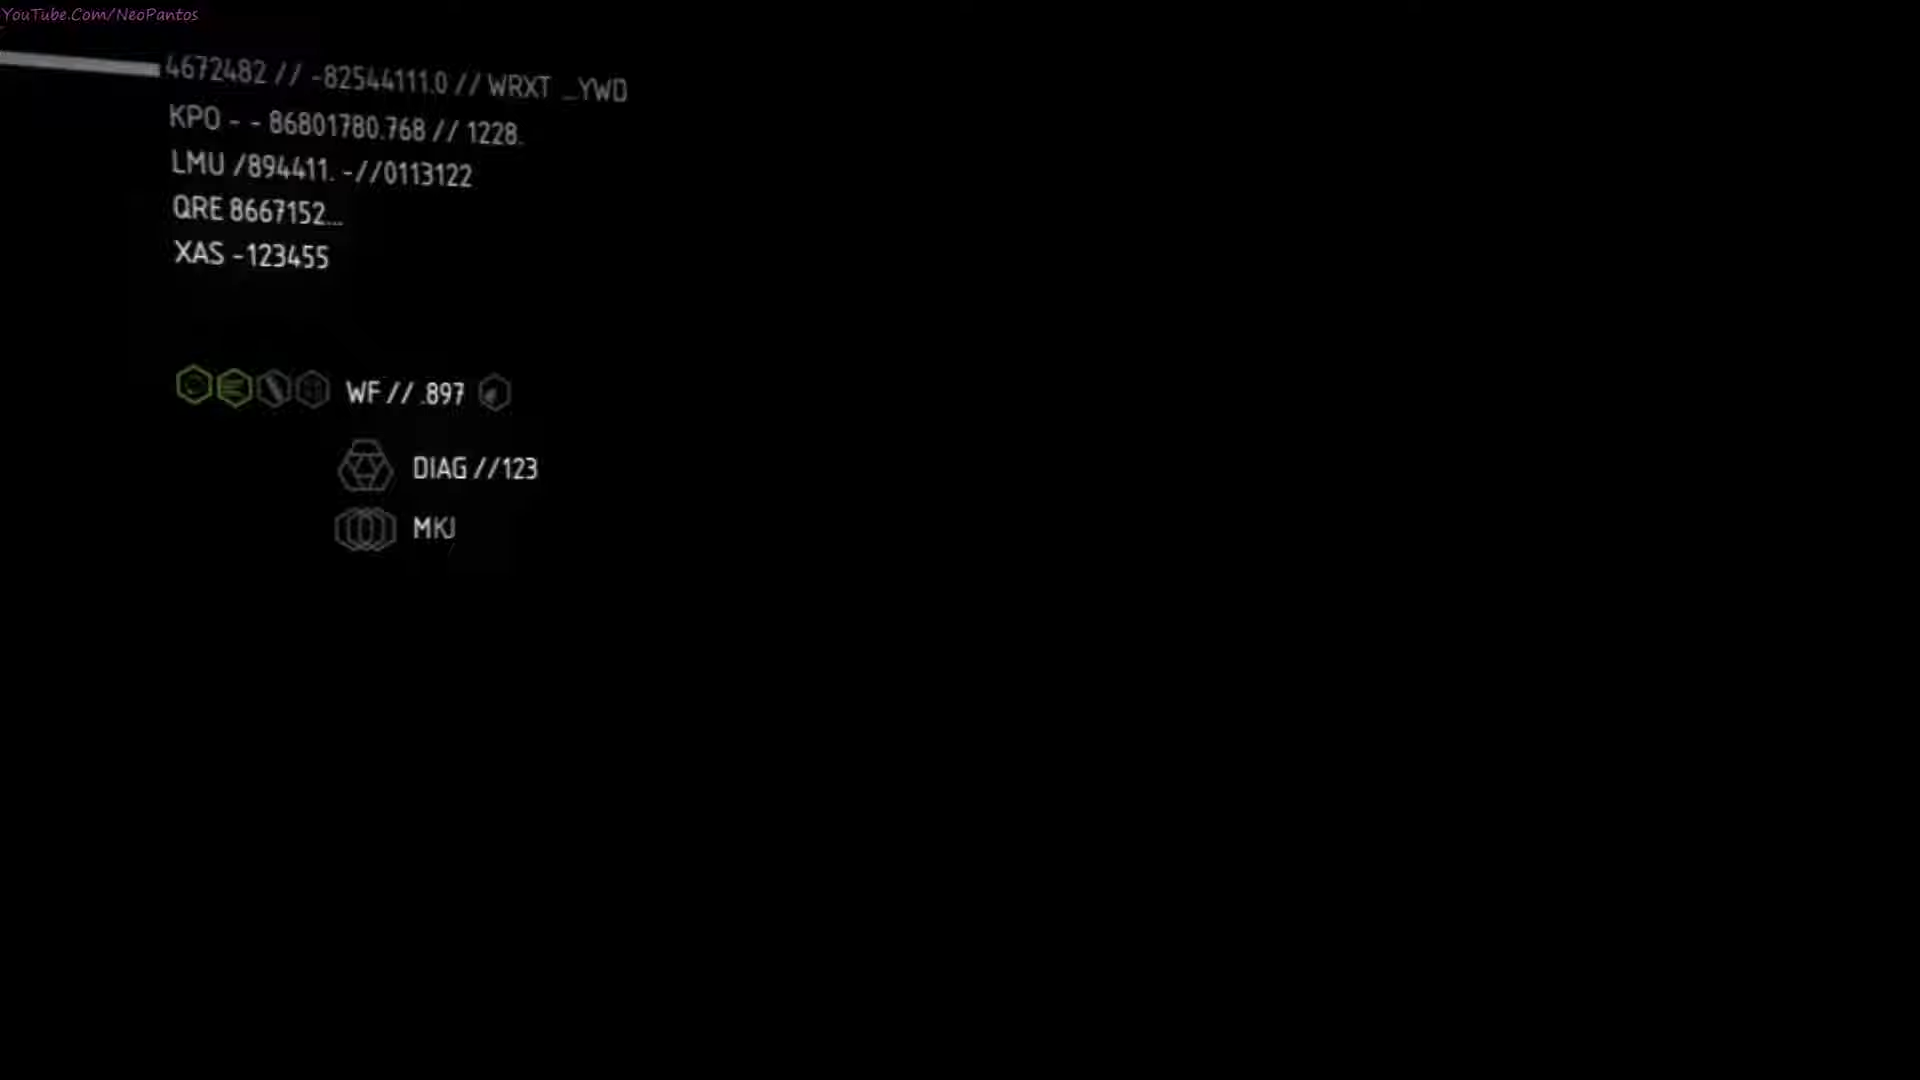 YouTube.Com/NeoPantos
4672482 // -82544111.0 // WRXT _YWD
KPO - - 86801780.768 // 1228.
LMU /894411. -//0113122
QRE 8667152...
XAS -123455
WF // .897
DIAG //123
MKJ